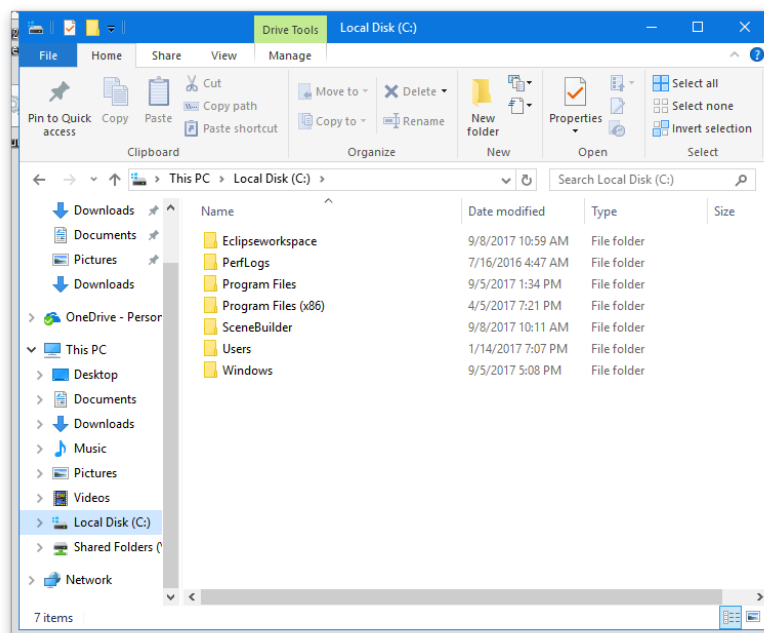 Drive Tools
Local Disk (C:)
File
Home
Share
View
Manage
Pin to Quick access
Copy
Paste
Cut
Copy path
Paste shortcut
Clipboard
Move to
Copy to
Delete
Rename
Organize
New folder
New
Properties
Open
Select all
Select none
Invert selection
Select
This PC > Local Disk (C:) >
Search Local Disk (C:)
Downloads
Documents
Pictures
Downloads
OneDrive - Person
This PC
Desktop
Documents
Downloads
Music
Pictures
Videos
Local Disk (C:)
Shared Folders (
Network
Name Date modified Type Size
Eclipseworkspace 9/8/2017 10:59 AM File folder
PerfLogs 7/16/2016 4:47 AM File folder
Program Files 9/5/2017 1:34 PM File folder
Program Files (x86) 4/5/2017 7:21 PM File folder
SceneBuilder 9/8/2017 10:11 AM File folder
Users 1/14/2017 7:07 PM File folder
Windows 9/5/2017 5:08 PM File folder
7 items